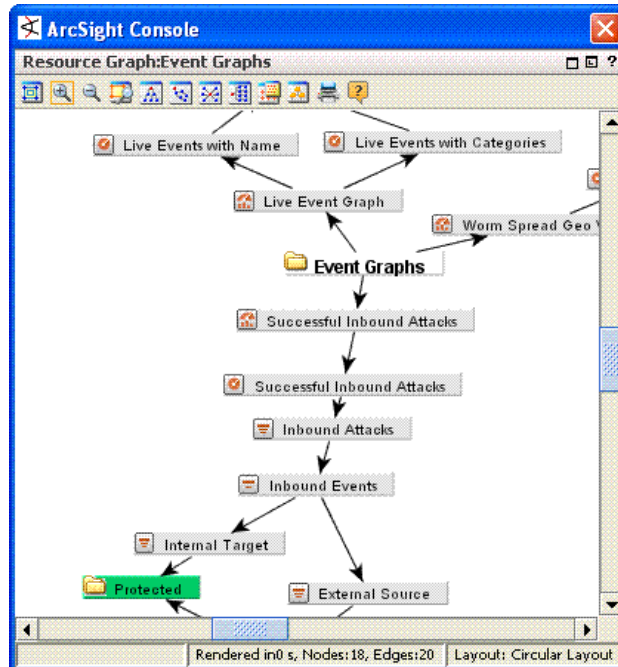 ArcSight Console
Resource Graph:Event Graphs
Live Events with Name
Live Events with Categories
Live Event Graph
Worm Spread Geo
Event Graphs
Successful Inbound Attacks
Successful Inbound Attacks
Inbound Attacks
Inbound Events
Internal Target
Protected
External Source
Rendered in0 s, Nodes:18, Edges:20
Layout: Circular Layout